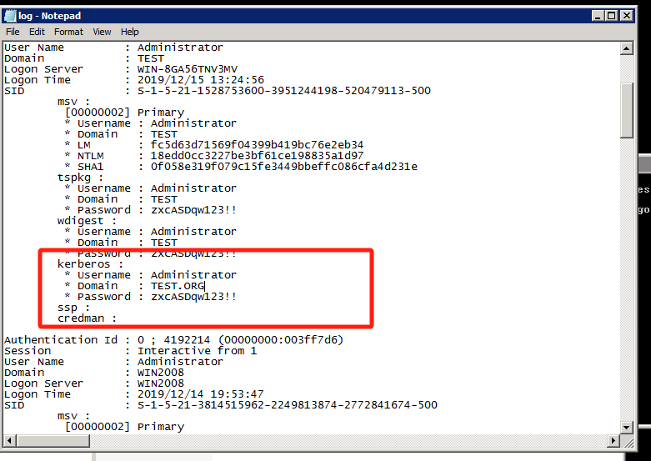 log - Notepad
File Edit Format View Help
User Name : Administrator
Domain : TEST
Logon Server : WIN-8GA56TNV3MV
Logon Time : 2019/12/15 13:24:56
SID : S-1-5-21-1528753600-3951244198-520479113-500
msv :
[00000002] Primary
* Username : Administrator
* Domain : TEST
* LM : fc5d63d71569f04399b419bc76e2eb34
* NTLM : 18edd0cc3227be3bf61ce198835a1d97
* SHA1 : 0f058e319f079c15fe3449bbeffc086cfa4d231e
tspkg :
* Username : Administrator
* Domain : TEST
* Password : zxcASDqw123!!
wdigest :
* Username : Administrator
* Domain : TEST
* Password : zxcASDqw123!!
kerberos :
* Username : Administrator
* Domain : TEST.ORG
* Password : zxcASDqw123!!
ssp :
credman :
Authentication Id : 0 ; 4192214 (00000000:003ff7d6)
Session : Interactive from 1
User Name : Administrator
Domain : WIN2008
Logon Server : WIN2008
Logon Time : 2019/12/14 19:53:47
SID : S-1-5-21-3814515962-2249813874-2772841674-500
msv :
[00000002] Primary
es
go